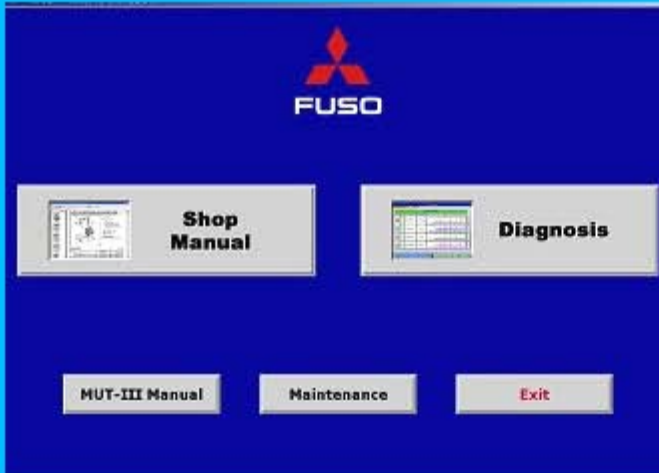 FUSO
Shop
Manual
Diagnosis
MUT-III Manual
Maintenance
Exit